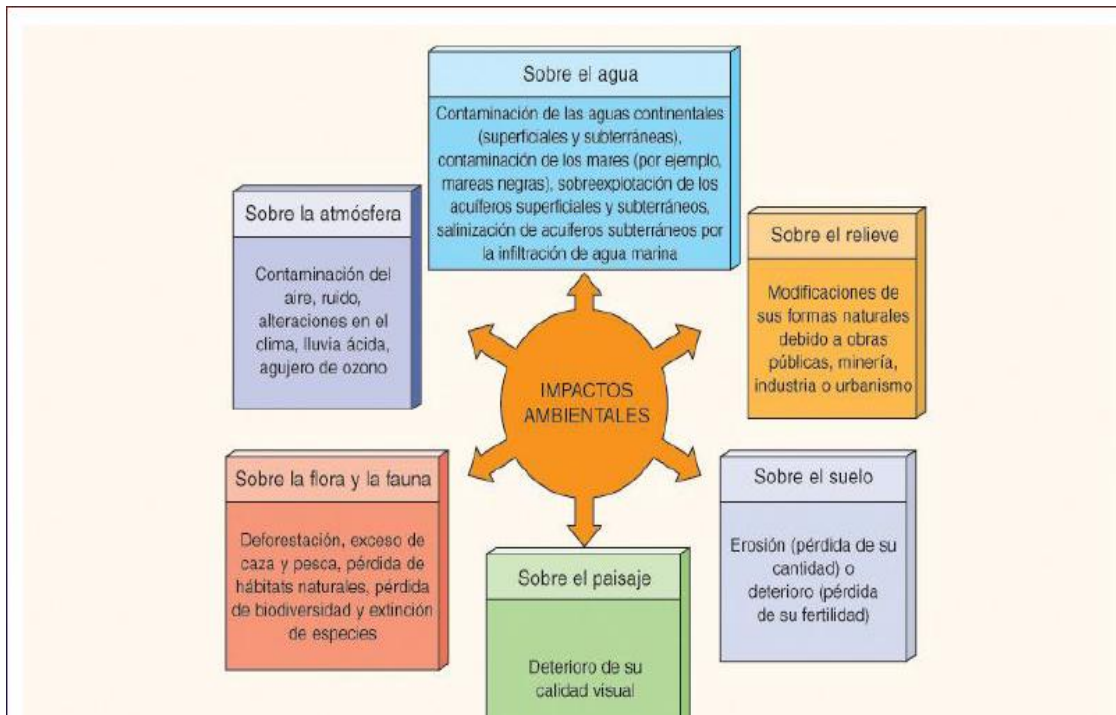 Sobre el agua
Contaminación de las aguas continentales
(superficiales y subterráneas),
contaminación de los mares (por ejemplo,
mareas negras), sobreexplotación de los
acuíferos superficiales y subterráneos,
salinización de acuíferos subterráneos por
la infiltración de agua marina
Sobre la atmósfera
Contaminación del
aire, ruido,
alteraciones en el
clima, lluvia ácida,
agujero de ozono
Sobre el relieve
Modificaciones de
sus formas naturales
debido a obras
públicas, minería,
industria o urbanismo
IMPACTOS
AMBIENTALES
Sobre la flora y la fauna
Deforestación, exceso de
caza y pesca, pérdida de
hábitats naturales, pérdida
de biodiversidad y extinción
de especies
Sobre el suelo
Erosión (pérdida de su
cantidad) o
deterioro (pérdida
de su fertilidad)
Sobre el paisaje
Deterioro de su
calidad visual